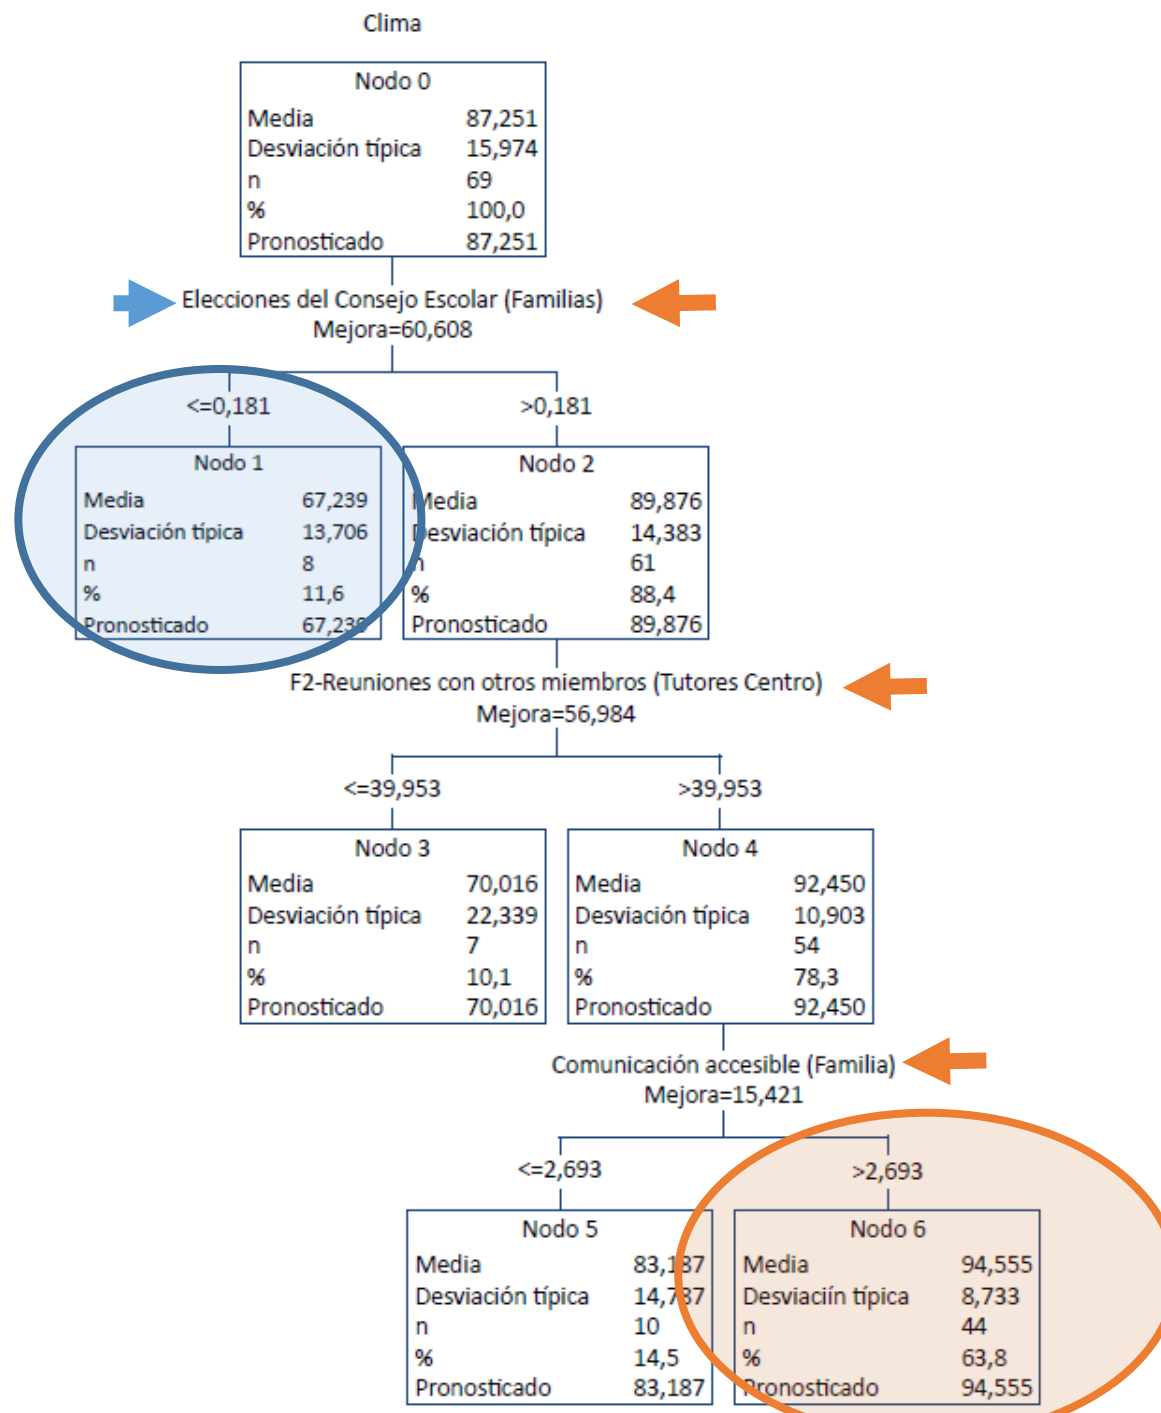 Clima
Nodo 0
Media 87,251
Desviación típica 15,974
n 69
% 100,0
Pronosticado 87,251
Elecciones del Consejo Escolar (Familias)
Mejora=60,608
<=0,181 >0,181
Nodo 1
Media 67,239
Desviación típica 13,706
n 8
% 11,6
Pronosticado 67,239
Nodo 2
Media 89,876
Desviación típica 14,383
n 61
% 88,4
Pronosticado 89,876
F2-Reuniones con otros miembros (Tutores Centro)
Mejora=56,984
<=39,953 >39,953
Nodo 3
Media 70,016
Desviación típica 22,339
n 7
% 10,1
Pronosticado 70,016
Nodo 4
Media 92,450
Desviación típica 10,903
n 54
% 78,3
Pronosticado 92,450
Comunicación accesible (Familia)
Mejora=15,421
<=2,693 >2,693
Nodo 5
Media 83,187
Desviación típica 14,787
n 10
% 14,5
Pronosticado 83,187
Nodo 6
Media 94,555
Desviaciín típica 8,733
n 44
% 63,8
Pronosticado 94,555